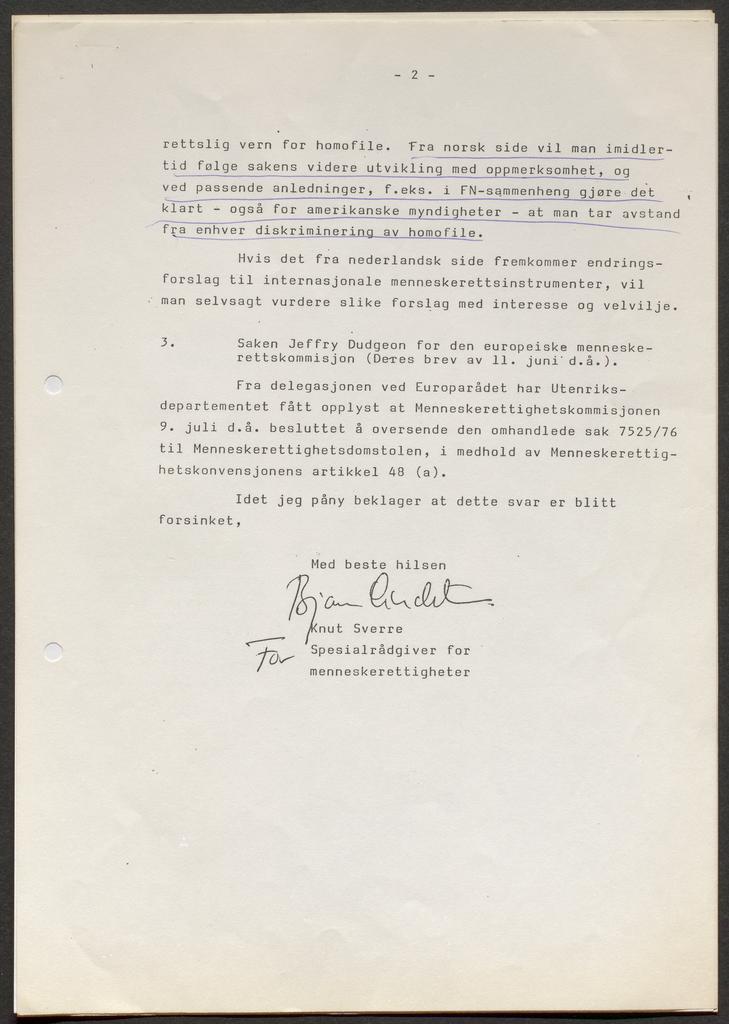 - 2 -
rettslig vern for homofile. Fra norsk side vil man imidler-
tid følge sakens videre utvikling med oppmerksomhet, og
ved passende anledninger, f.eks. i FN-sammenheng gjøre det
klart - også for amerikanske myndigheter - at man tar avstand
fra enhver diskriminering av homofile.
Hvis det fra nederlandsk side fremkommer endrings-
forslag til internasjonale menneskerettsinstrumenter, vil
man selvsagt vurdere slike forslag med interesse og velvilje.
3. Saken Jeffry Dudgeon for den europeiske menneske-
rettskommisjon (Deres brev av 11. juni d.å.).
Fra delegasjonen ved Europarådet har Utenriks-
departementet fått opplyst at Menneskerettighetskommisjonen
9. juli d.å. besluttet å oversende den omhandlede sak 7525/76
til Menneskerettighetsdomstolen, i medhold av Menneskerettig-
hetskonvensjonens artikkel 48 (a).
Idet jeg påny beklager at dette svar er blitt
forsinket,
Med beste hilsen
Knut Sverre
For Spesialrådgiver for
menneskerettigheter